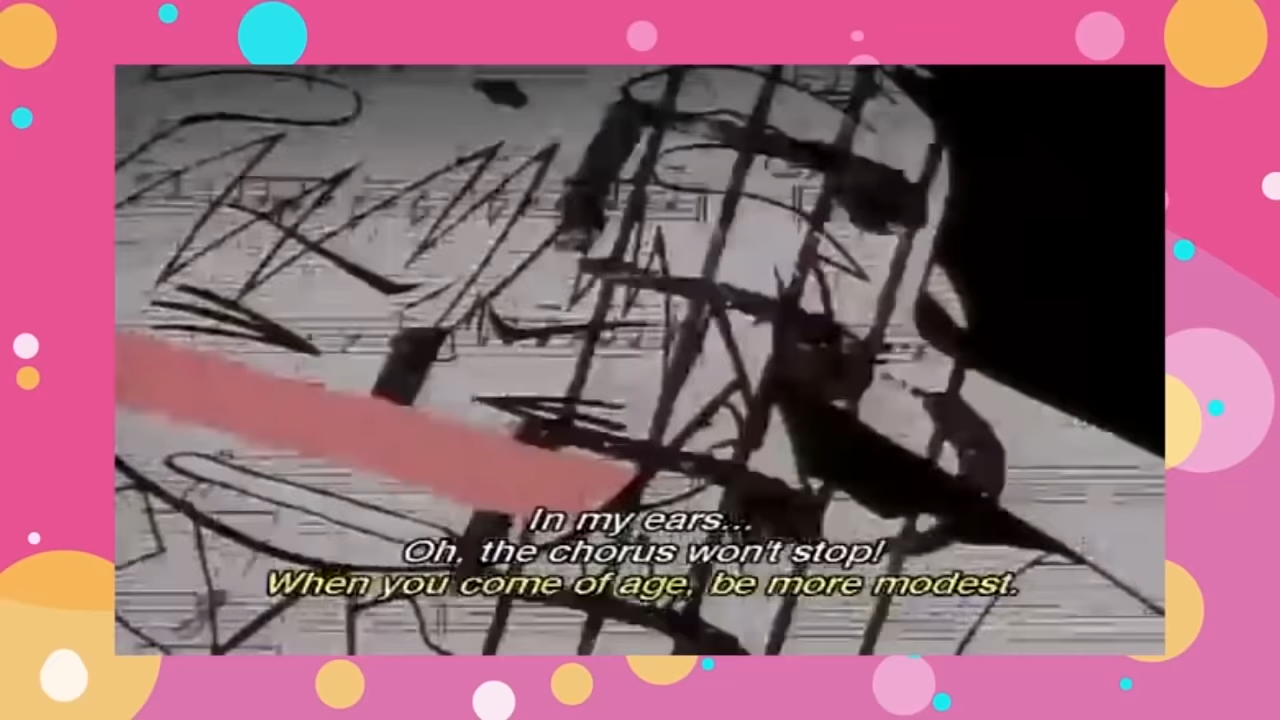 In my ears...
Oh, the chorus won't stop!
When you come of age, be more modest.